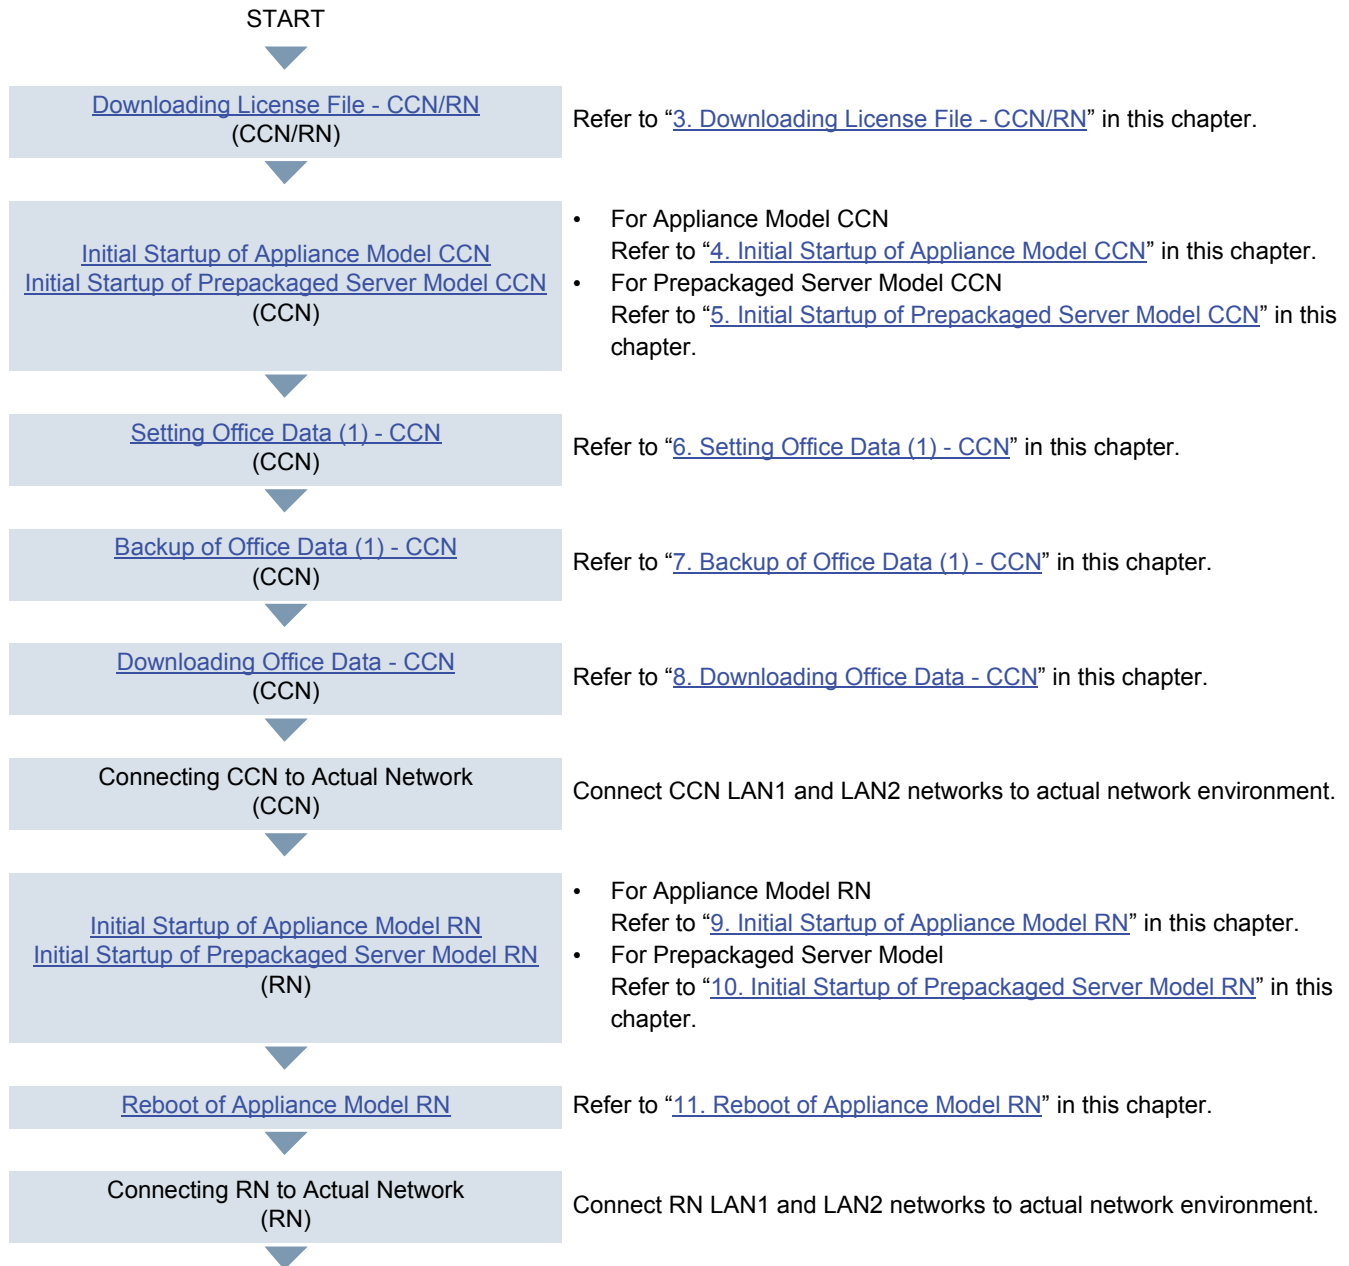 START
Downloading License File - CCN/RN
(CCN/RN)
Refer to “3. Downloading License File - CCN/RN” in this chapter.
Initial Startup of Appliance Model CCN
Initial Startup of Prepackaged Server Model CCN
(CCN)
• For Appliance Model CCN
Refer to “4. Initial Startup of Appliance Model CCN” in this chapter.
• For Prepackaged Server Model CCN
Refer to “5. Initial Startup of Prepackaged Server Model CCN” in this
chapter.
Setting Office Data (1) - CCN
(CCN)
Refer to “6. Setting Office Data (1) - CCN” in this chapter.
Backup of Office Data (1) - CCN
(CCN)
Refer to “7. Backup of Office Data (1) - CCN” in this chapter.
Downloading Office Data - CCN
(CCN)
Refer to “8. Downloading Office Data - CCN” in this chapter.
Connecting CCN to Actual Network
(CCN)
Connect CCN LAN1 and LAN2 networks to actual network environment.
Initial Startup of Appliance Model RN
Initial Startup of Prepackaged Server Model RN
(RN)
• For Appliance Model RN
Refer to “9. Initial Startup of Appliance Model RN” in this chapter.
• For Prepackaged Server Model
Refer to “10. Initial Startup of Prepackaged Server Model RN” in this
chapter.
Reboot of Appliance Model RN
Refer to “11. Reboot of Appliance Model RN” in this chapter.
Connecting RN to Actual Network
(RN)
Connect RN LAN1 and LAN2 networks to actual network environment.